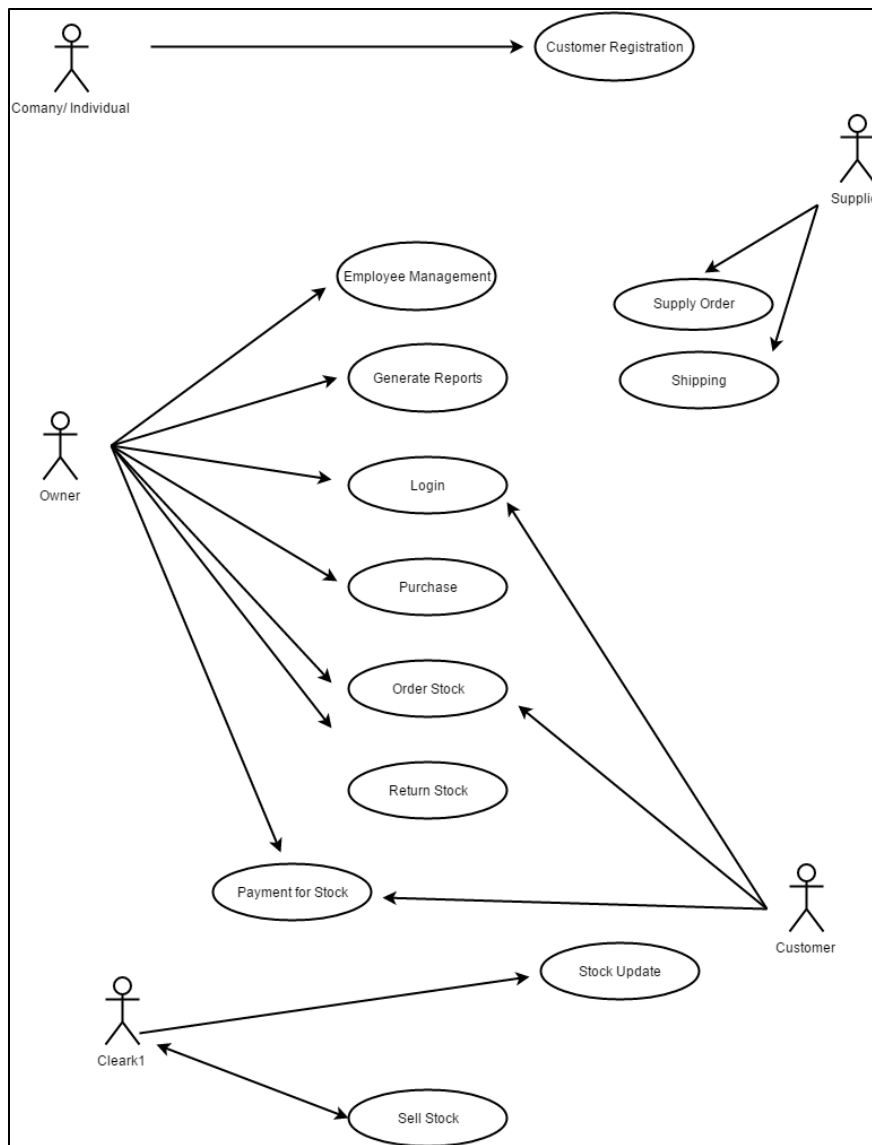 Customer Registration
Comany/ Individual
Supplie
Employee Management
Supply Order
Generate Reports
Shipping
Owner
Login
Purchase
Order Stock
Return Stock
Payment for Stock
Customer
Stock Update
Cleark1
Sell Stock